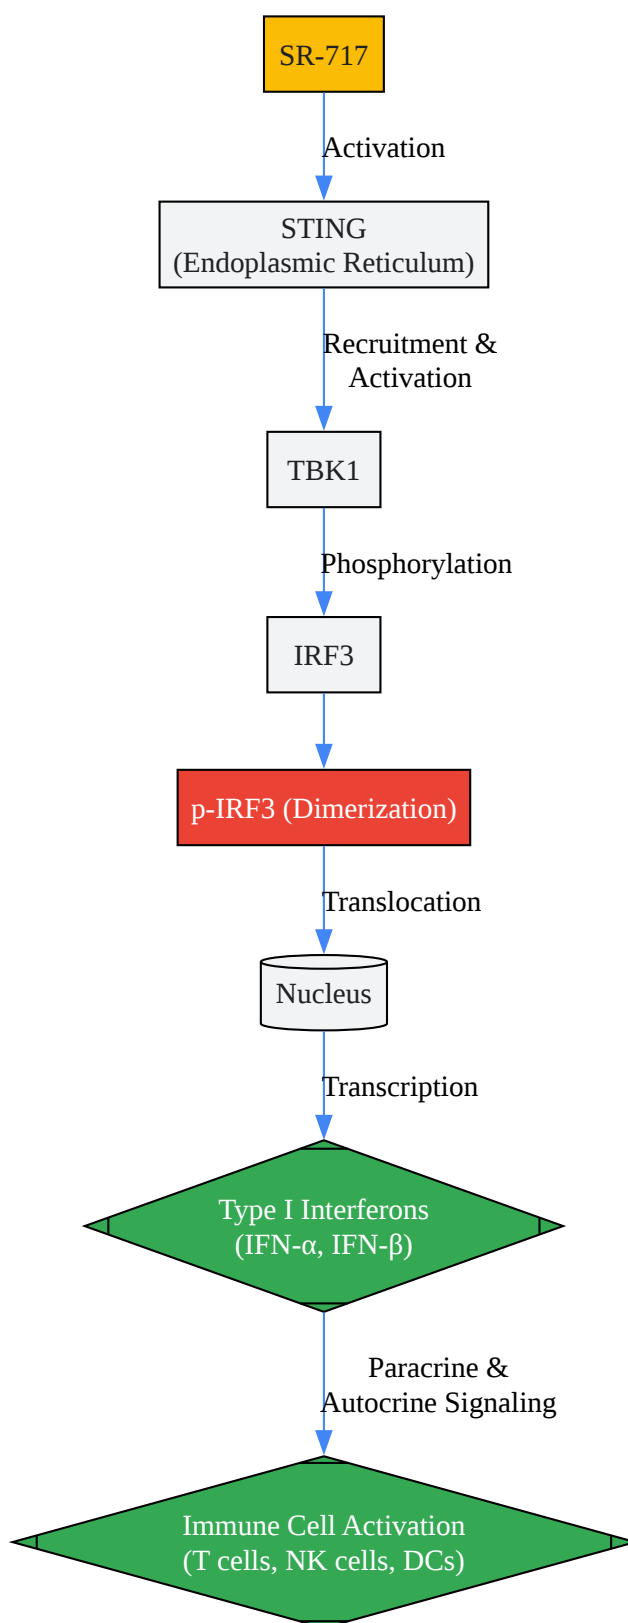 SR-717
Activation
STING
(Endoplasmic Reticulum)
Recruitment &
Activation
TBK1
Phosphorylation
IRF3
p-IRF3 (Dimerization)
Translocation
Nucleus
Transcription
Type I Interferons
(IFN-α, IFN-β)
Paracrine &
Autocrine Signaling
Immune Cell Activation
(T cells, NK cells, DCs)